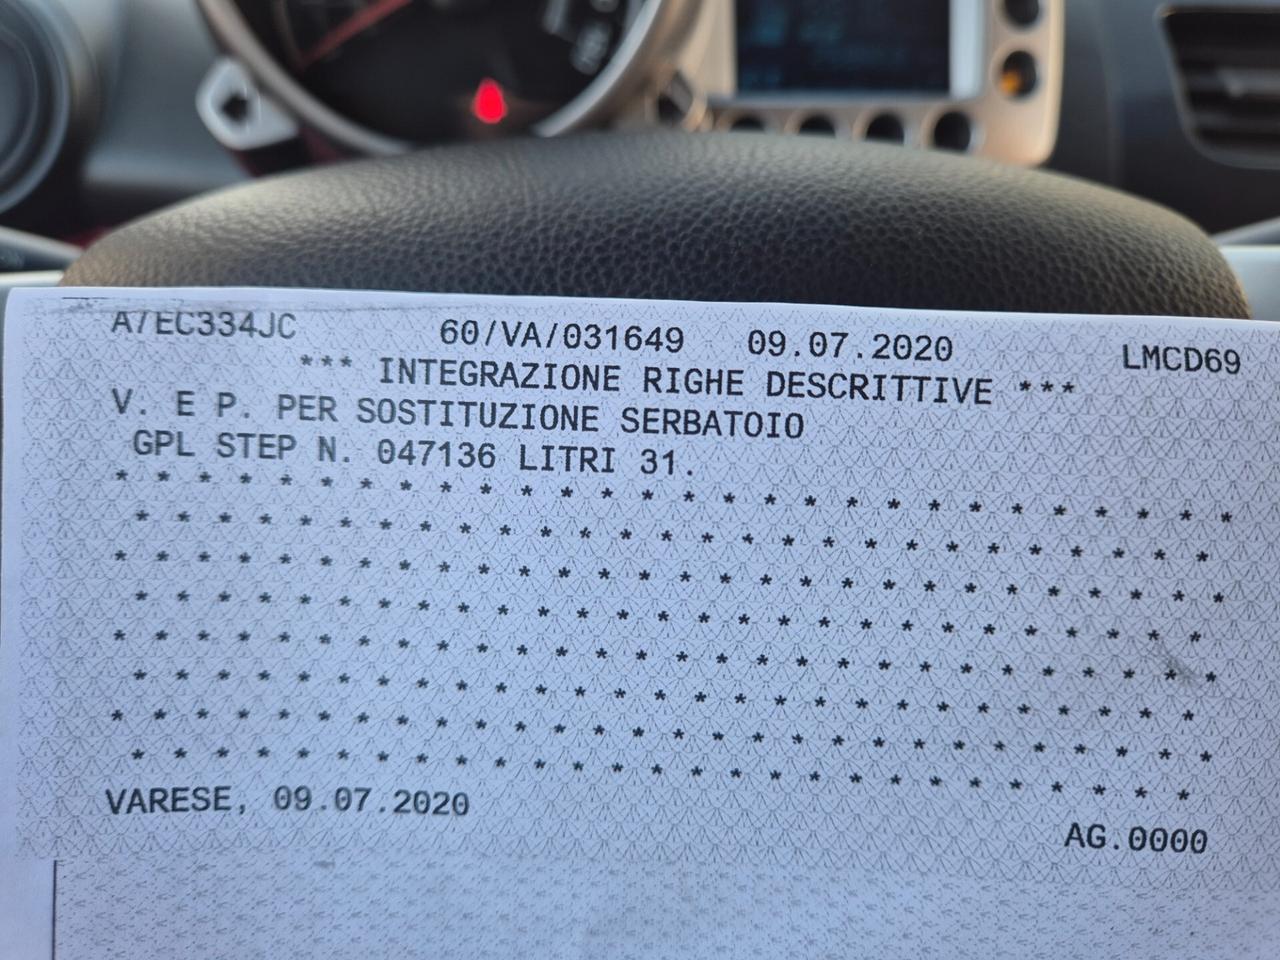 A7EC334JC 60/VA/031649 09.07.2020 LMCD69
*** INTEGRAZIONE RIGHE DESCRITTIVE ***
V. E P. PER SOSTITUZIONE SERBATOIO
GPL STEP N. 047136 LITRI 31.
* * * * * * * * * * * * * * * * * * * * * * * * * * * *
* * * * * * * * * * * * * * * * * * * * * * * * * * *
* * * * * * * * * * * * * * * * * * * * * * * * * * * *
* * * * * * * * * * * * * * * * * * * * * * * * * * *
* * * * * * * * * * * * * * * * * * * * * * * * * * * *
* * * * * * * * * * * * * * * * * * * * * * * * * * *
* * * * * * * * * * * * * * * * * * * * * * * * * * * *
* * * * * * * * * * * * * * * * * * * * * * * * * * *
VARESE, 09.07.2020
AG.0000